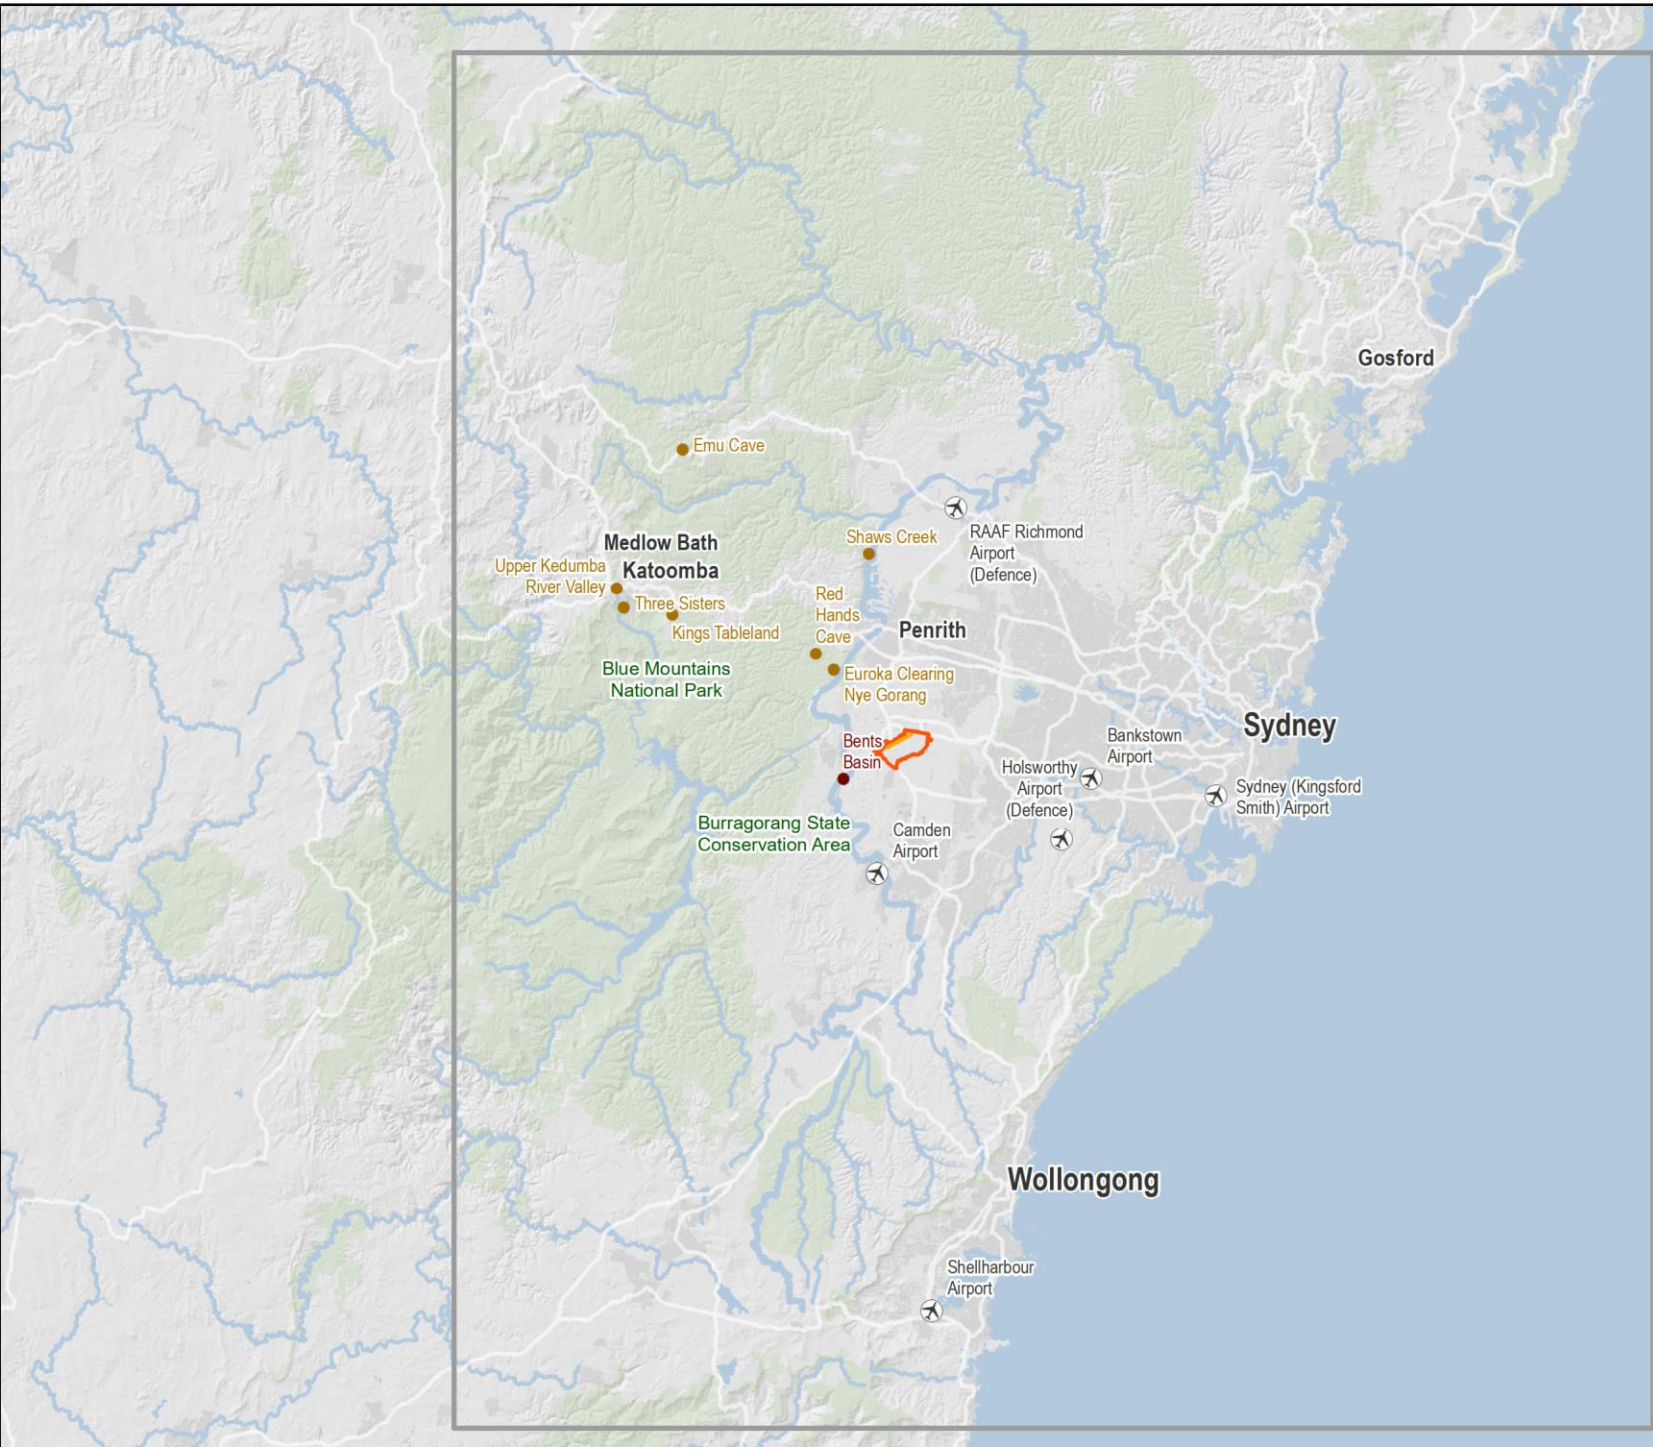 Gosford
Emu Cave
RAAF Richmond
Airport
(Defence)
Shaws Creek
Medlow Bath
Katoomba
Upper Kedumba
River Valley
Three Sisters
Kings Tableland
Red
Hands
Cave
Penrith
Blue Mountains
National Park
Euroka Clearing
Nye Gorang
Sydney
Bents
Basin
Bankstown
Airport
Holsworthy
Airport
(Defence)
Sydney (Kingsford
Smith) Airport
Burragorang State
Conservation Area
Camden
Airport
Wollongong
Shellharbour
Airport